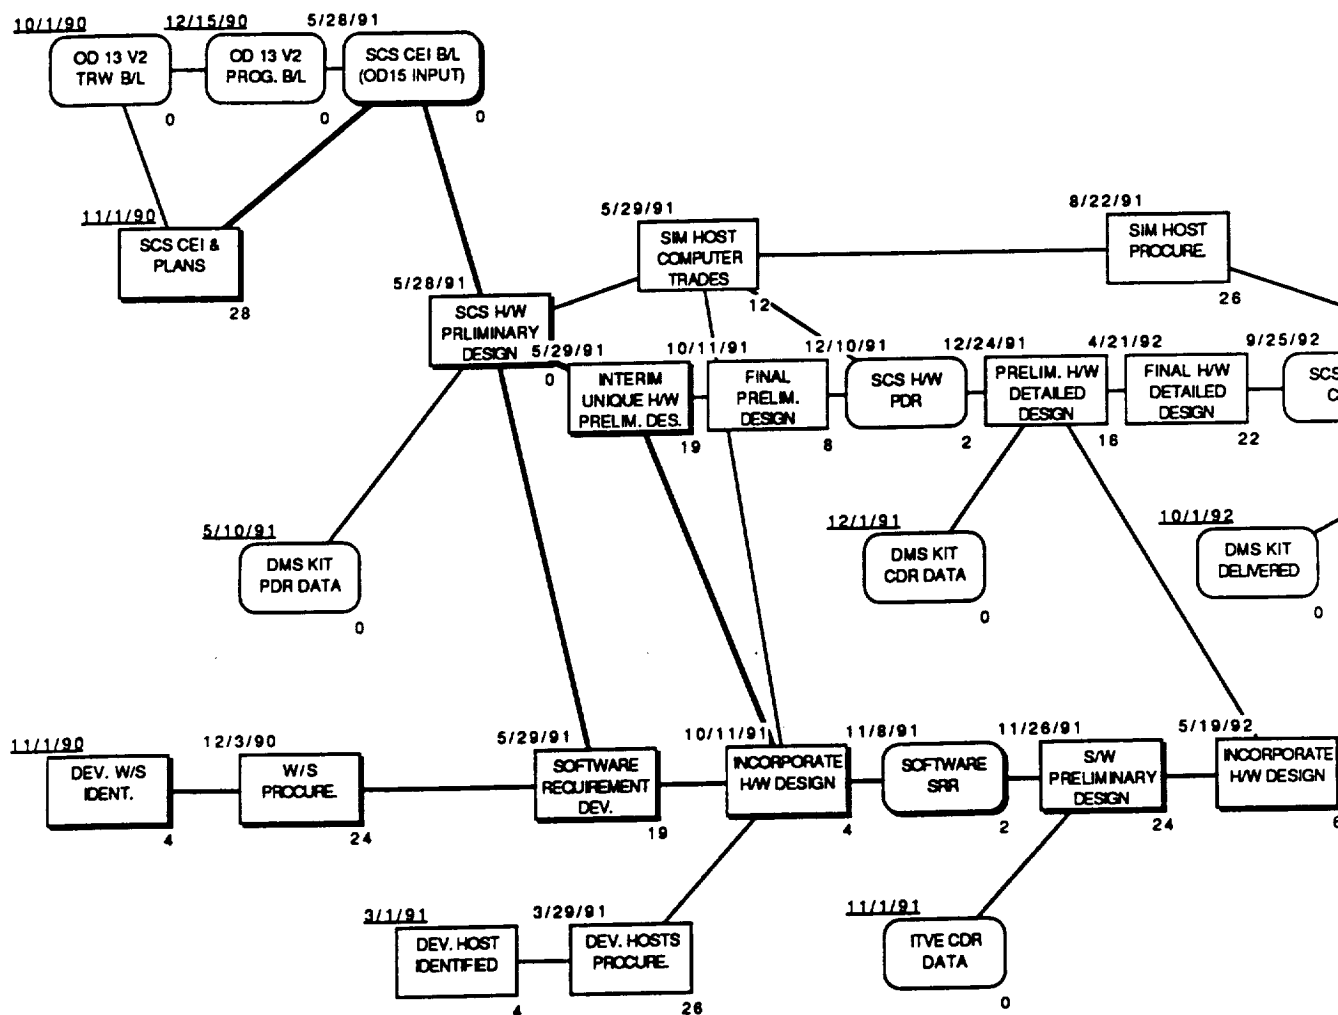 10/1/90
OD 13 V2
TRW B/L
0
12/15/90
OD 13 V2
PROG. B/L
0
5/28/91
SCS CEI B/L
(OD15 INPUT)
0
11/1/90
SCS CEI &
PLANS
28
5/29/91
SIM HOST
COMPUTER
TRADES
12
8/22/91
SIM HOST
PROCURE.
26
5/28/91
SCS H/W
PRLIMINARY
DESIGN
0
5/29/91
INTERIM
UNIQUE H/W
PRELIM. DES.
19
10/11/91
FINAL
PRELIM.
DESIGN
8
12/10/91
SCS H/W
PDR
2
12/24/91
PRELIM. H/W
DETAILED
DESIGN
16
4/21/92
FINAL H/W
DETAILED
DESIGN
22
9/25/92
SCS
C
5/10/91
DMS KIT
PDR DATA
0
12/1/91
DMS KIT
CDR DATA
0
10/1/92
DMS KIT
DELIVERED
0
11/1/90
DEV. W/S
IDENT.
4
12/3/90
W/S
PROCURE.
24
5/29/91
SOFTWARE
REQUIREMENT
DEV.
19
10/11/91
INCORPORATE
H/W DESIGN
4
11/8/91
SOFTWARE
SRR
2
11/26/91
S/W
PRELIMINARY
DESIGN
24
5/19/92
INCORPORATE
H/W DESIGN
6
3/1/91
DEV. HOST
IDENTIFIED
4
3/29/91
DEV. HOSTS
PROCURE.
26
11/1/91
ITVE CDR
DATA
0